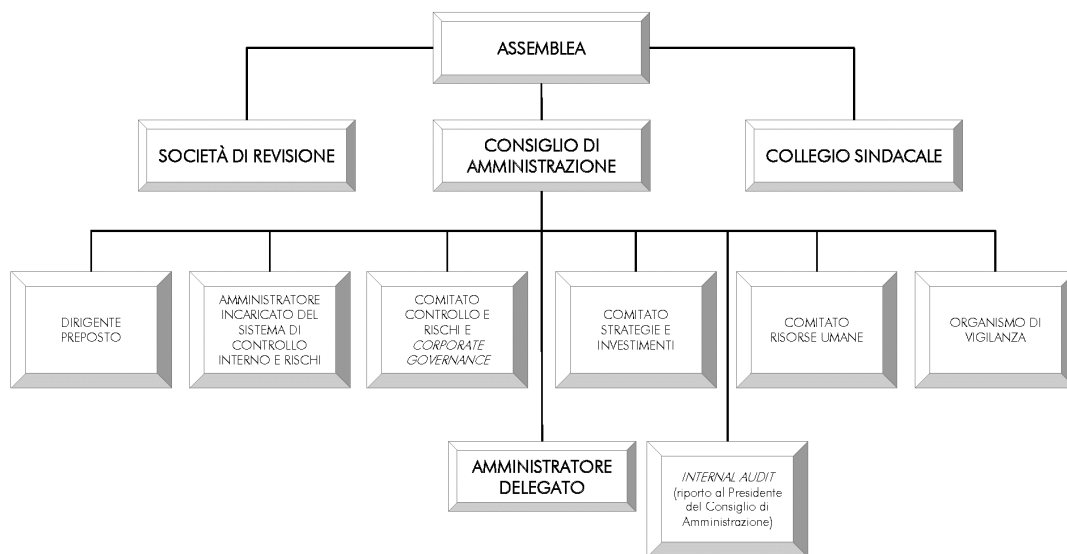 ASSEMBLEA
SOCIETÀ DI REVISIONE
CONSIGLIO DI
AMMINISTRAZIONE
COLLEGIO SINDACALE
DIRIGENTE
PREPOSTO
AMMINISTRATORE
INCARICATO DEL
SISTEMA DI
CONTROLLO
INTERNO E RISCHI
COMITATO
CONTROLLO E
RISCHI E
CORPORATE
GOVERNANCE
COMITATO
STRATEGIE E
INVESTIMENTI
COMITATO
RISORSE UMANE
ORGANISMO DI
VIGILANZA
AMMINISTRATORE
DELEGATO
INTERNAL AUDIT
(riporto al Presidente
del Consiglio di
Amministrazione)